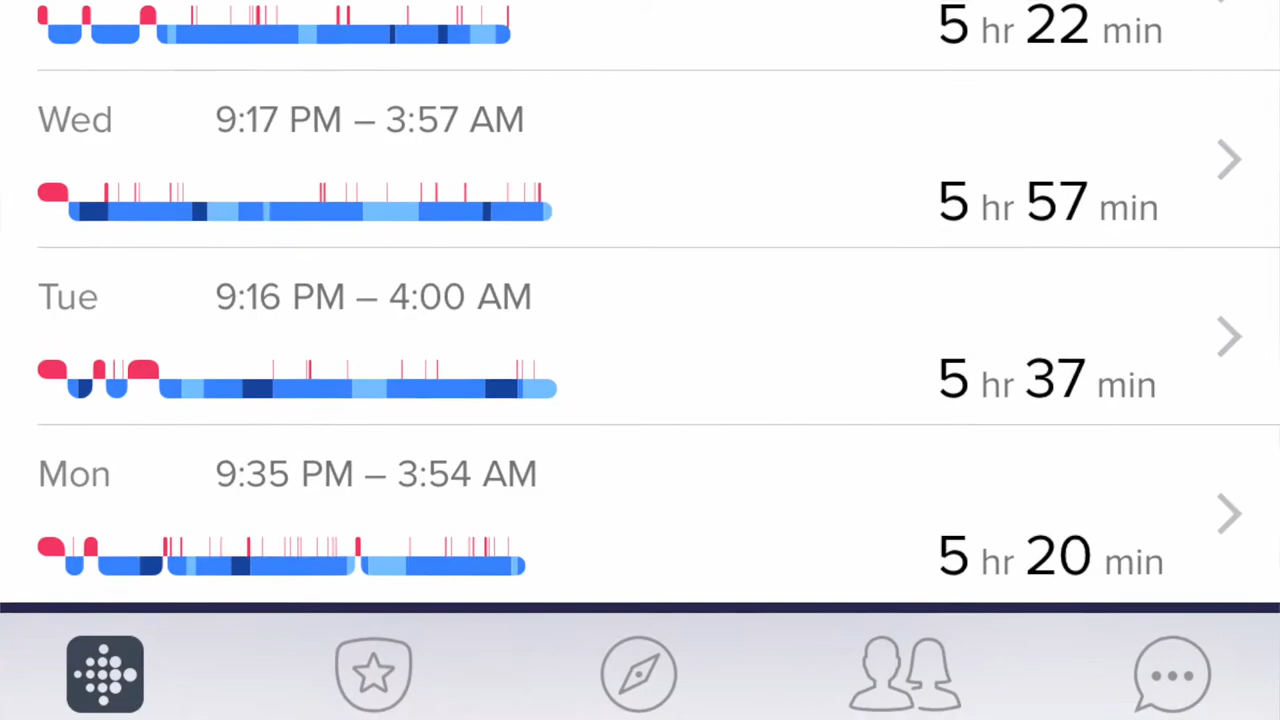 5 hr 22 min
Wed 9:17 PM – 3:57 AM
5 hr 57 min
Tue 9:16 PM – 4:00 AM
5 hr 37 min
Mon 9:35 PM – 3:54 AM
5 hr 20 min